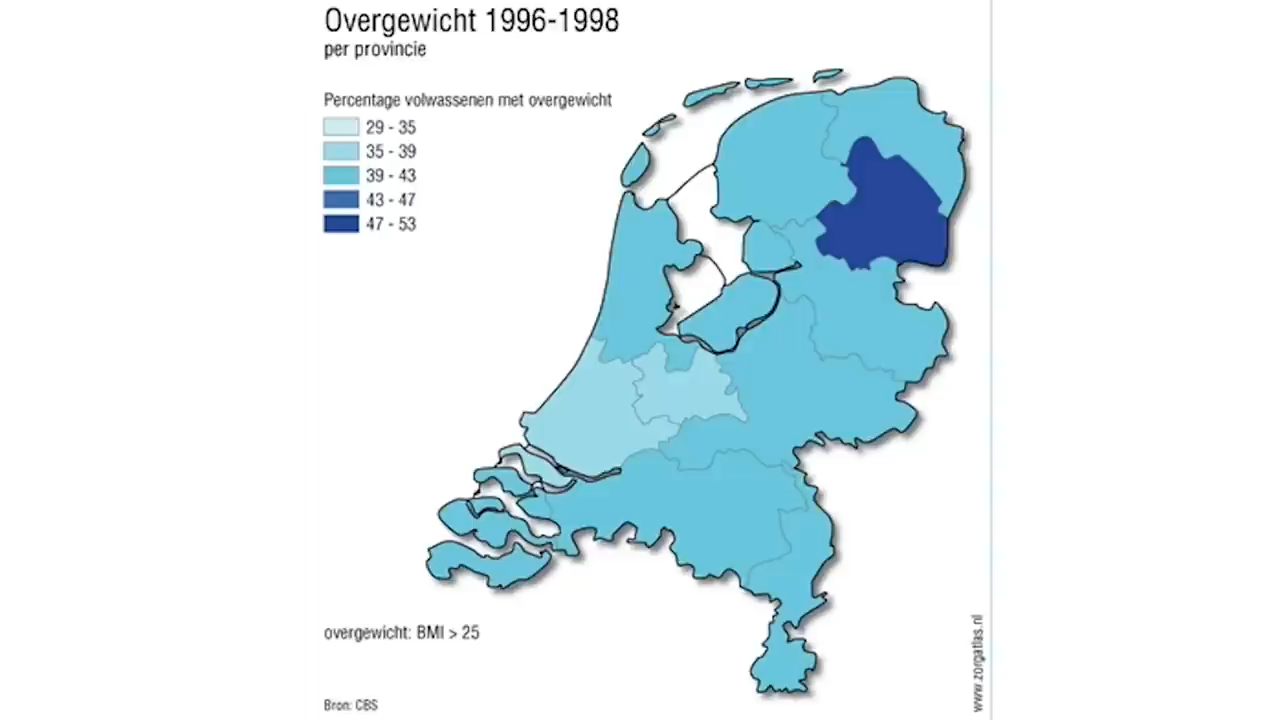 Overgewicht 1996-1998
per provincie
Percentage volwassenen met overgewicht
29 - 35
35 - 39
39 - 43
43 - 47
47 - 53
overgewicht: BMI > 25
Bron: CBS
www.zorgatlas.nl